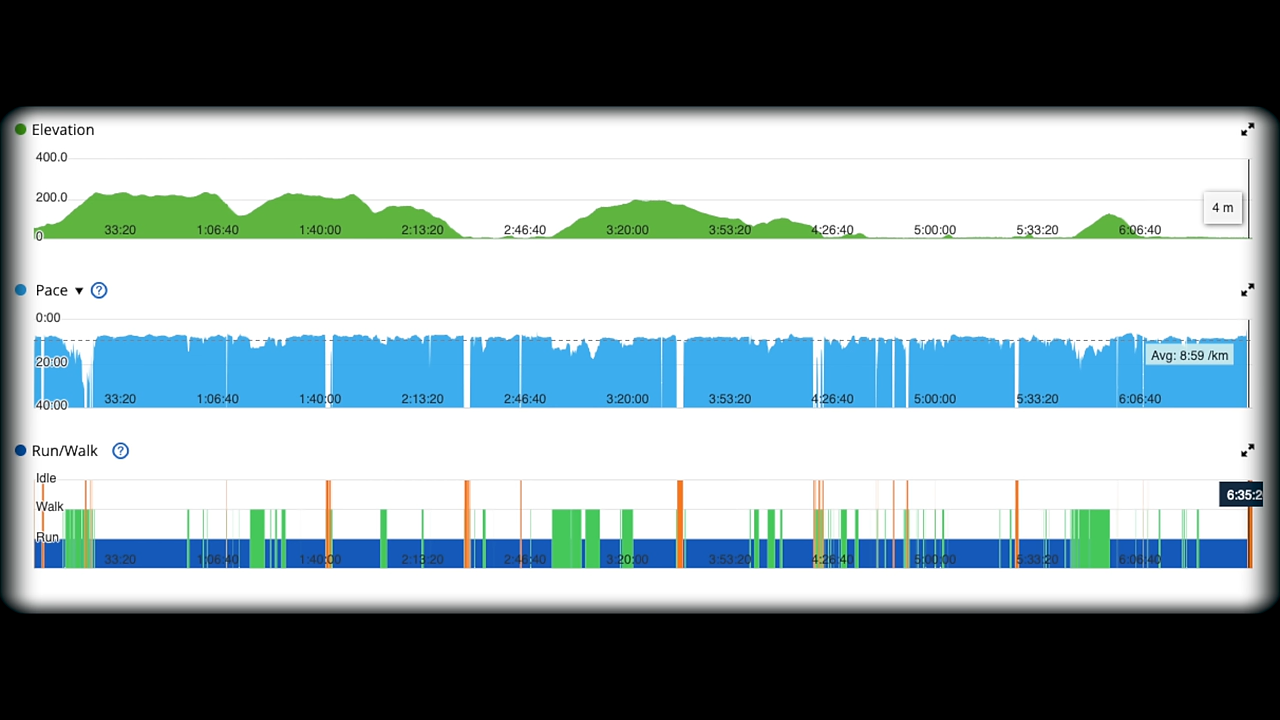 Elevation
400.0
200.0
4 m
0
33:20 1:06:40 1:40:00 2:13:20 2:46:40 3:20:00 3:53:20 4:26:40 5:00:00 5:33:20 6:06:40
Pace ▼ ?
0:00
Avg: 8:59 /km
20:00
40:00
33:20 1:06:40 1:40:00 2:13:20 2:46:40 3:20:00 3:53:20 4:26:40 5:00:00 5:33:20 6:06:40
Run/Walk ?
Idle
6:35:2
Walk
Run
33:20 1:06:40 1:40:00 2:13:20 2:46:40 3:20:00 3:53:20 4:26:40 5:00:00 5:33:20 6:06:40